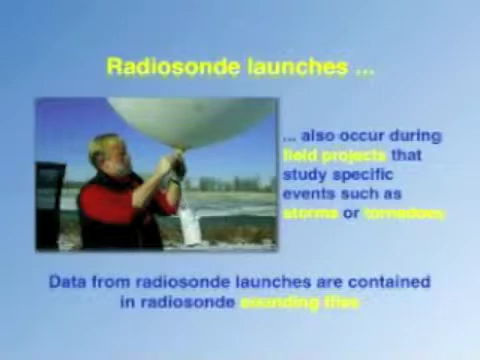 Radiosonde launches ...
... also occur during
field projects that
study specific
events such as
storms or tornadoes
Data from radiosonde launches are contained
in radiosonde sounding files